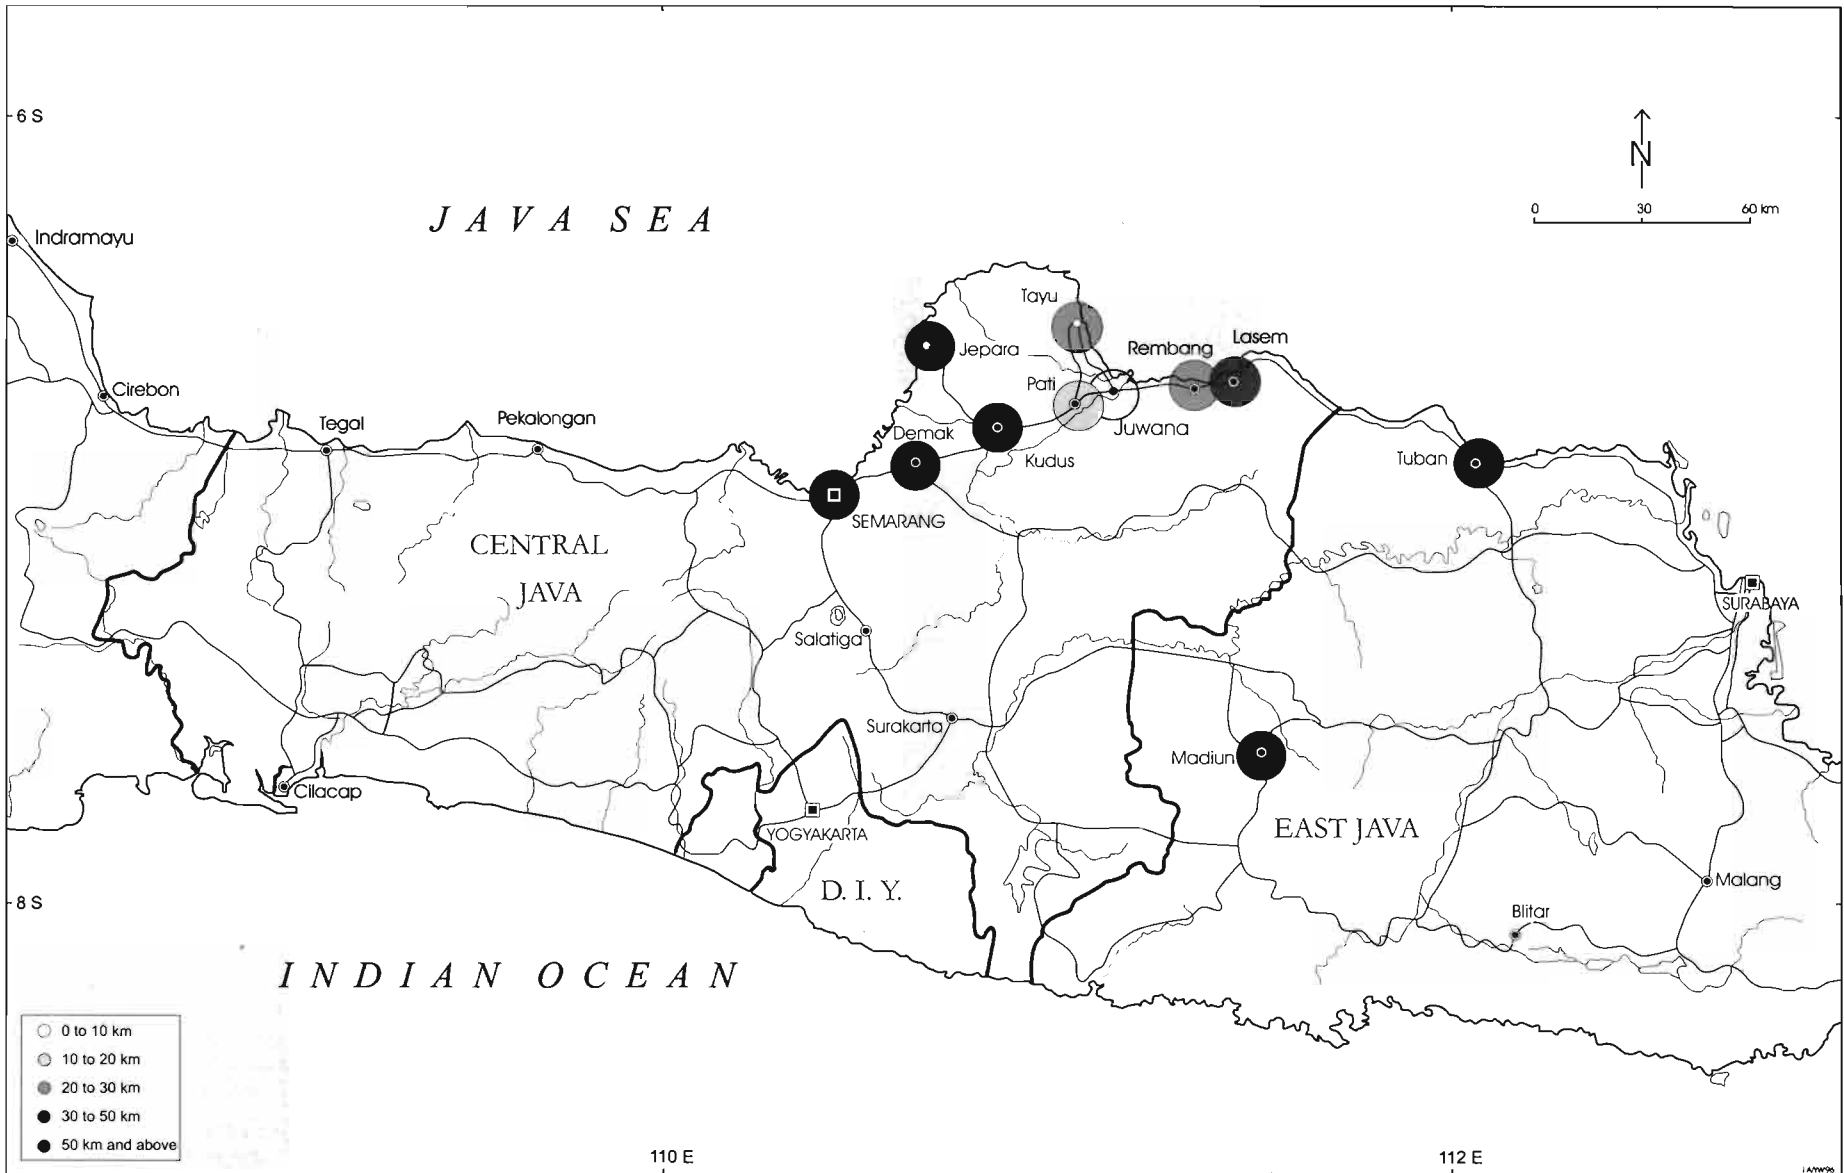 6 S
N
0 30 60 km
JAVA SEA
Indramayu
Tayu
Jepara
Rembang
Lasem
Cirebon
Pati
Juwana
Tegal
Pekalongan
Demak
Kudus
Tuban
SEMARANG
CENTRAL
JAVA
SURABAYA
Salatiga
Surakarta
Madiun
Cilacap
YOGYAKARTA
EAST JAVA
D. I. Y.
Malang
8 S
Blitar
INDIAN OCEAN
0 to 10 km
10 to 20 km
20 to 30 km
30 to 50 km
50 km and above
110 E
112 E